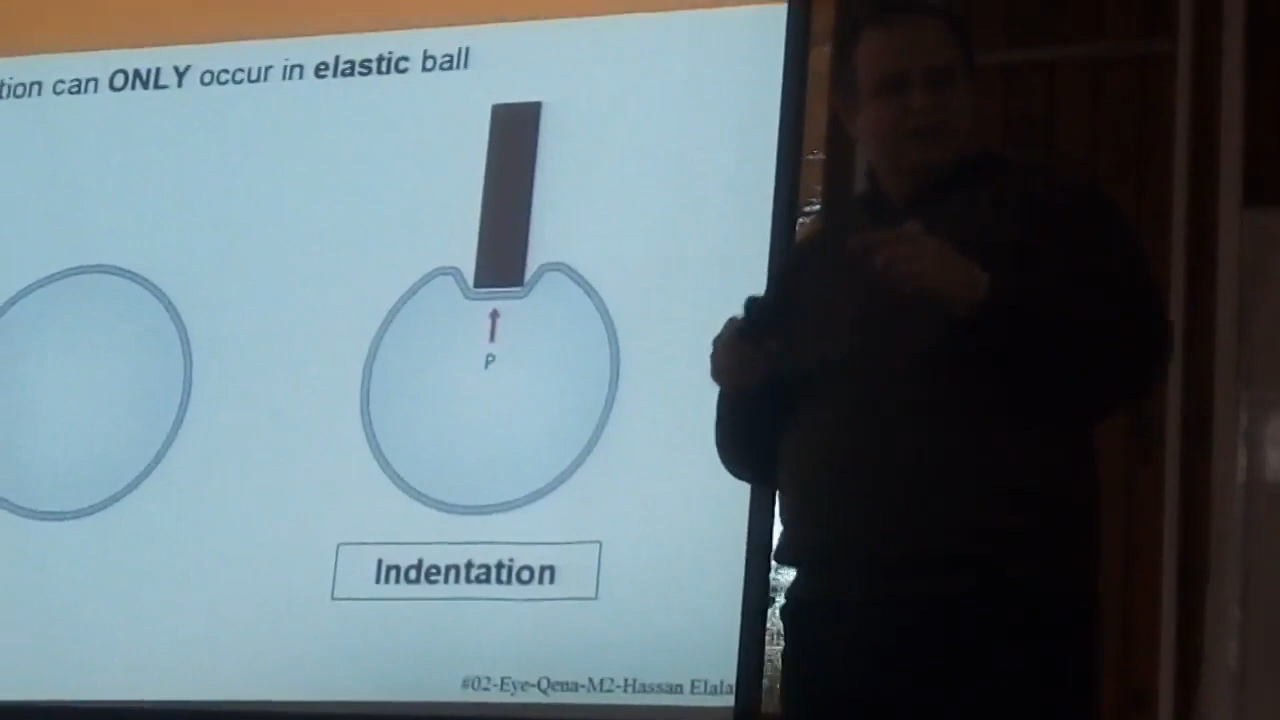 tion can ONLY occur in elastic ball
P
Indentation
#02-Eye-Qena-M2-Hassan Elala